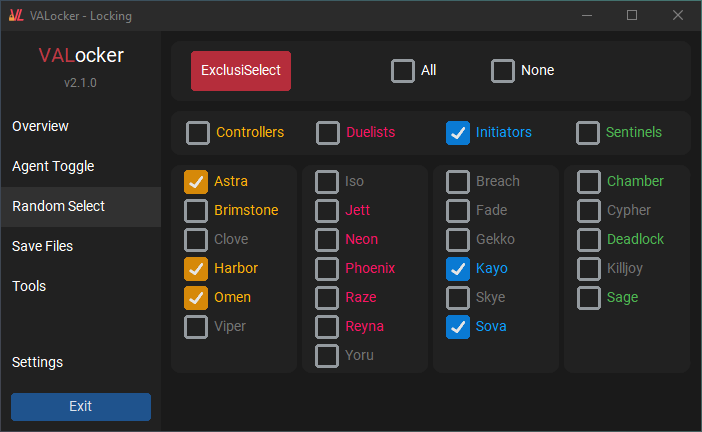 VALocker - Locking
VALocker
v2.1.0
Overview
Agent Toggle
Random Select
Save Files
Tools
Settings
Exit
ExclusiSelect
All
None
Controllers
Duelists
Initiators
Sentinels
Astra
Brimstone
Clove
Harbor
Omen
Viper
Iso
Jett
Neon
Phoenix
Raze
Reyna
Yoru
Breach
Fade
Gekko
Kayo
Skye
Sova
Chamber
Cypher
Deadlock
Killjoy
Sage